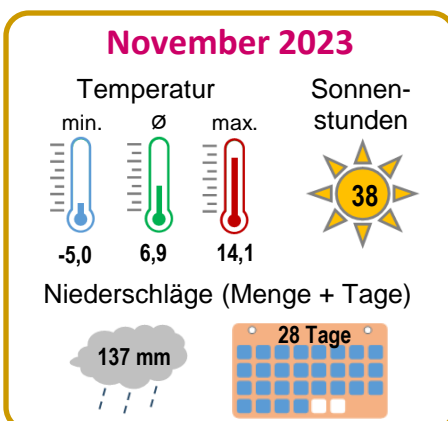 November 2023
Temperatur
Sonnen-
stunden
min.
Ø
max.
38
-5,0
6,9
14,1
Niederschläge (Menge + Tage)
137 mm
28 Tage